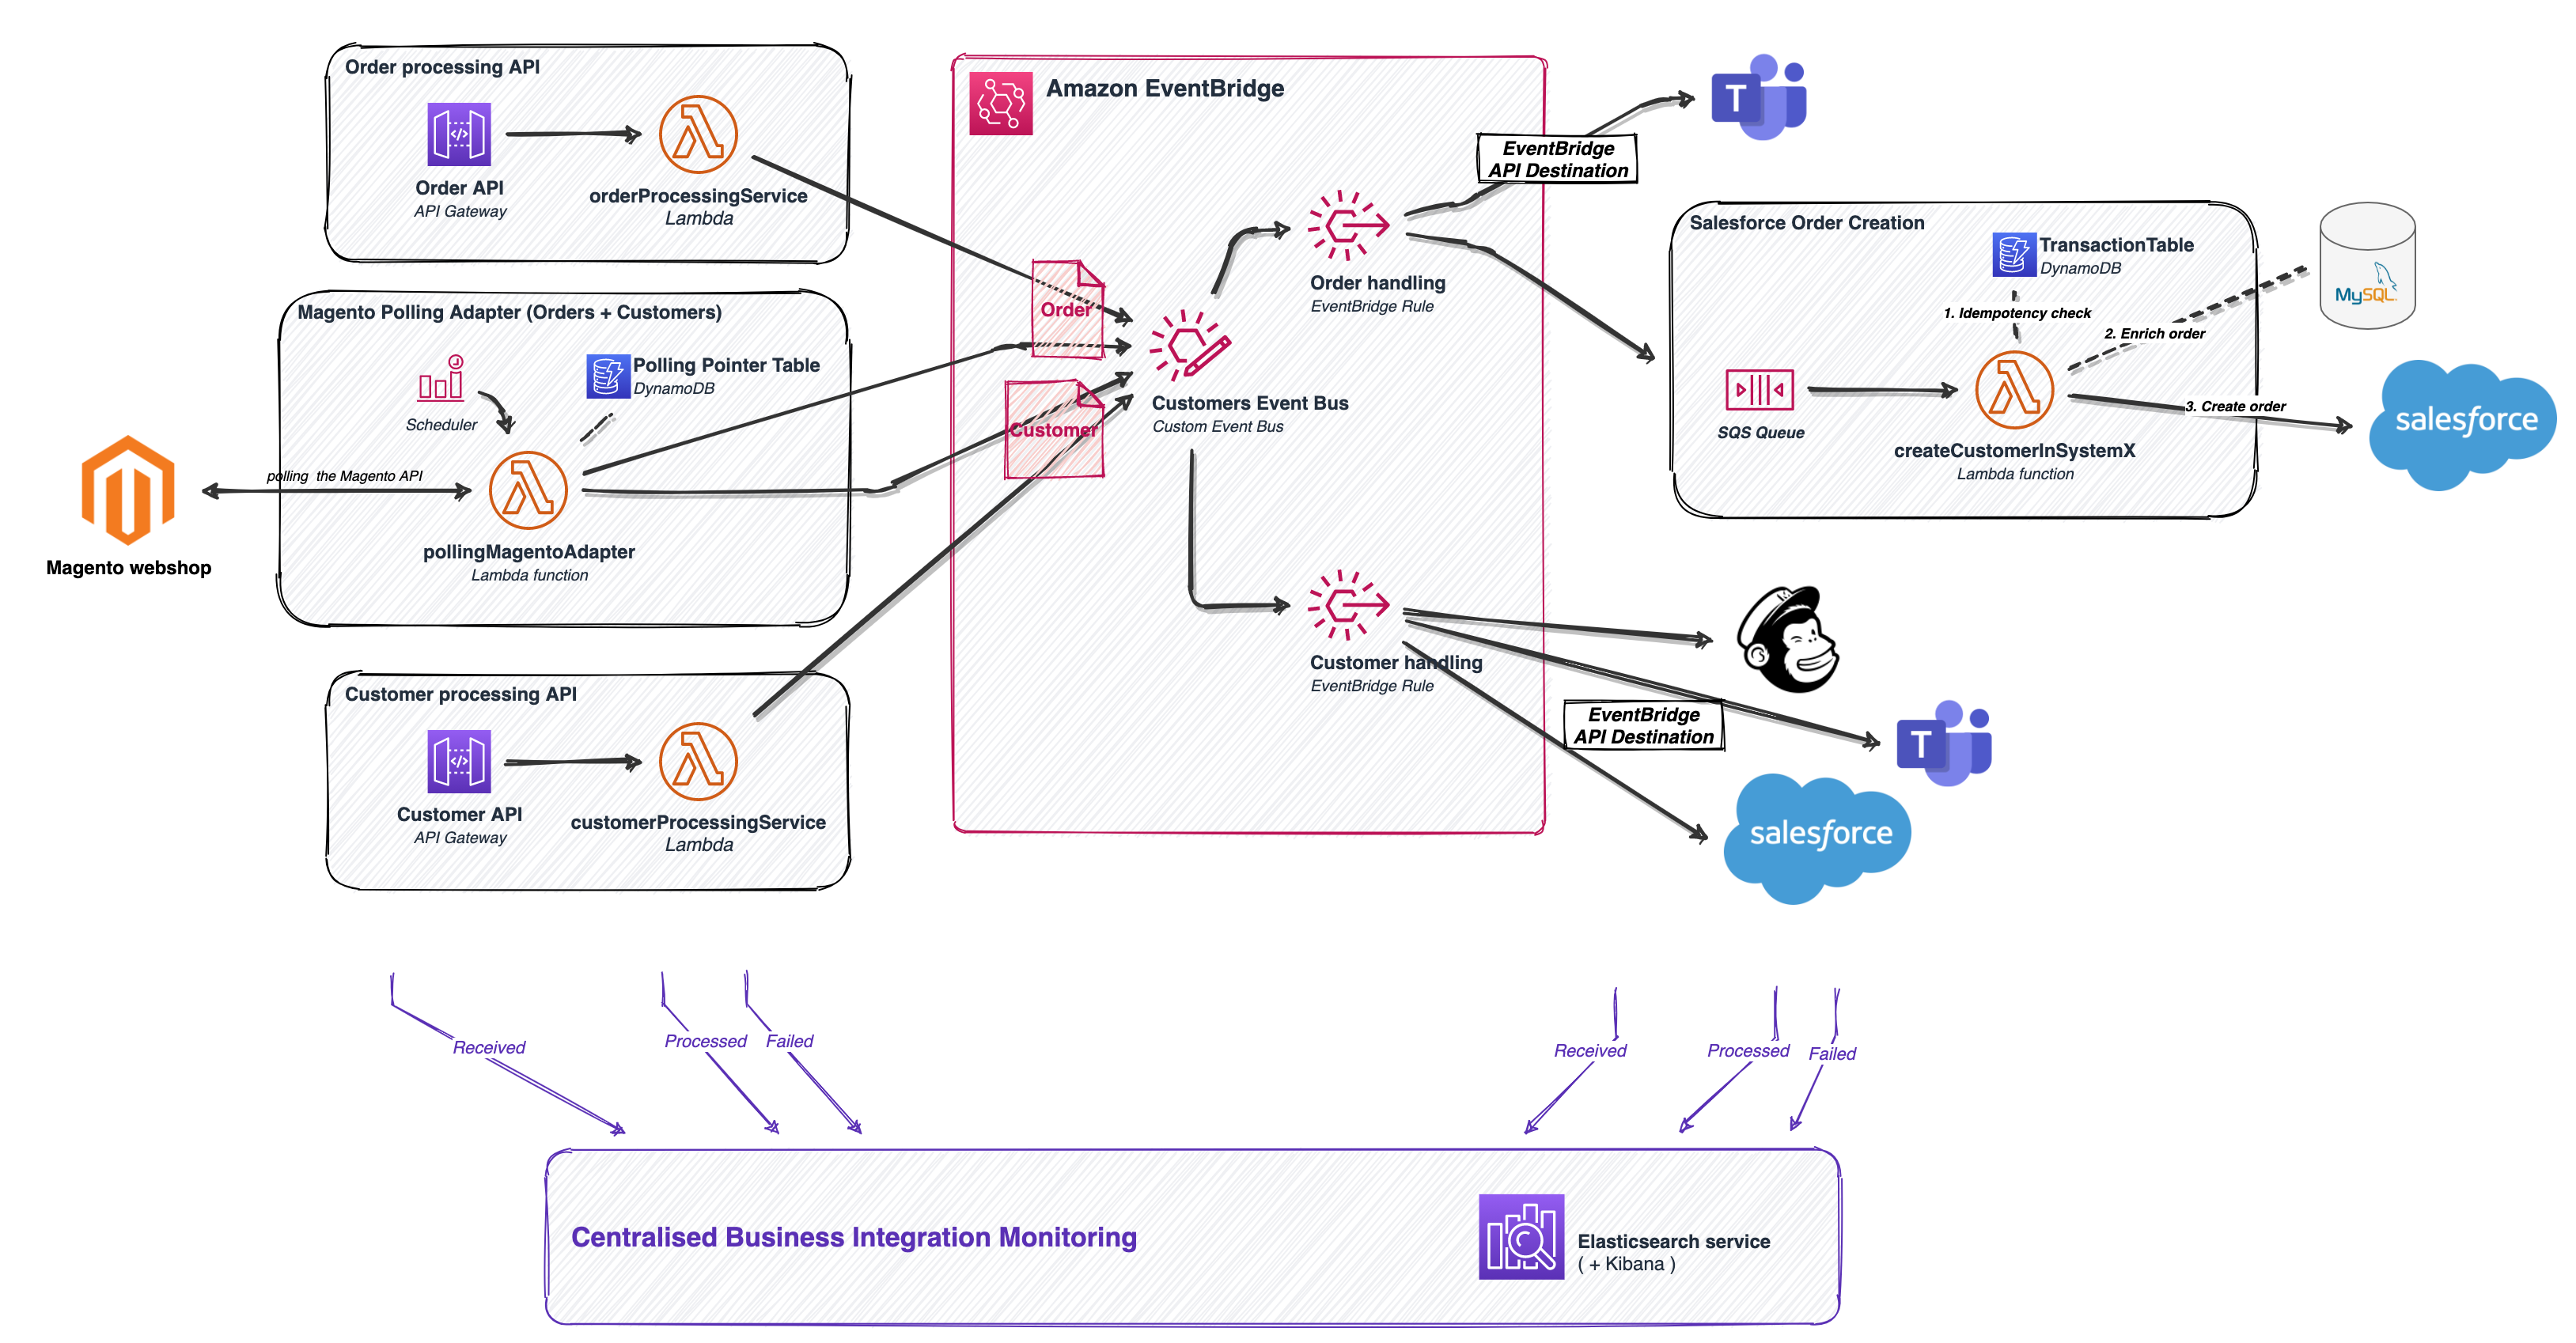 Order processing API
Order API
API Gateway
orderProcessingService
Lambda
Magento Polling Adapter (Orders + Customers)
Scheduler
Polling Pointer Table
DynamoDB
polling the Magento API
pollingMagentoAdapter
Lambda function
Magento webshop
Customer processing API
Customer API
API Gateway
customerProcessingService
Lambda
Amazon EventBridge
Order
Customer
Customers Event Bus
Custom Event Bus
Order handling
EventBridge Rule
Customer handling
EventBridge Rule
EventBridge
API Destination
T
Salesforce Order Creation
TransactionTable
DynamoDB
1. Idempotency check
2. Enrich order
3. Create order
SQS Queue
createCustomerInSystemX
Lambda function
MySQL
salesforce
EventBridge
API Destination
T
salesforce
Received
Processed
Failed
Received
Processed
Failed
Centralised Business Integration Monitoring
Elasticsearch service
( + Kibana )